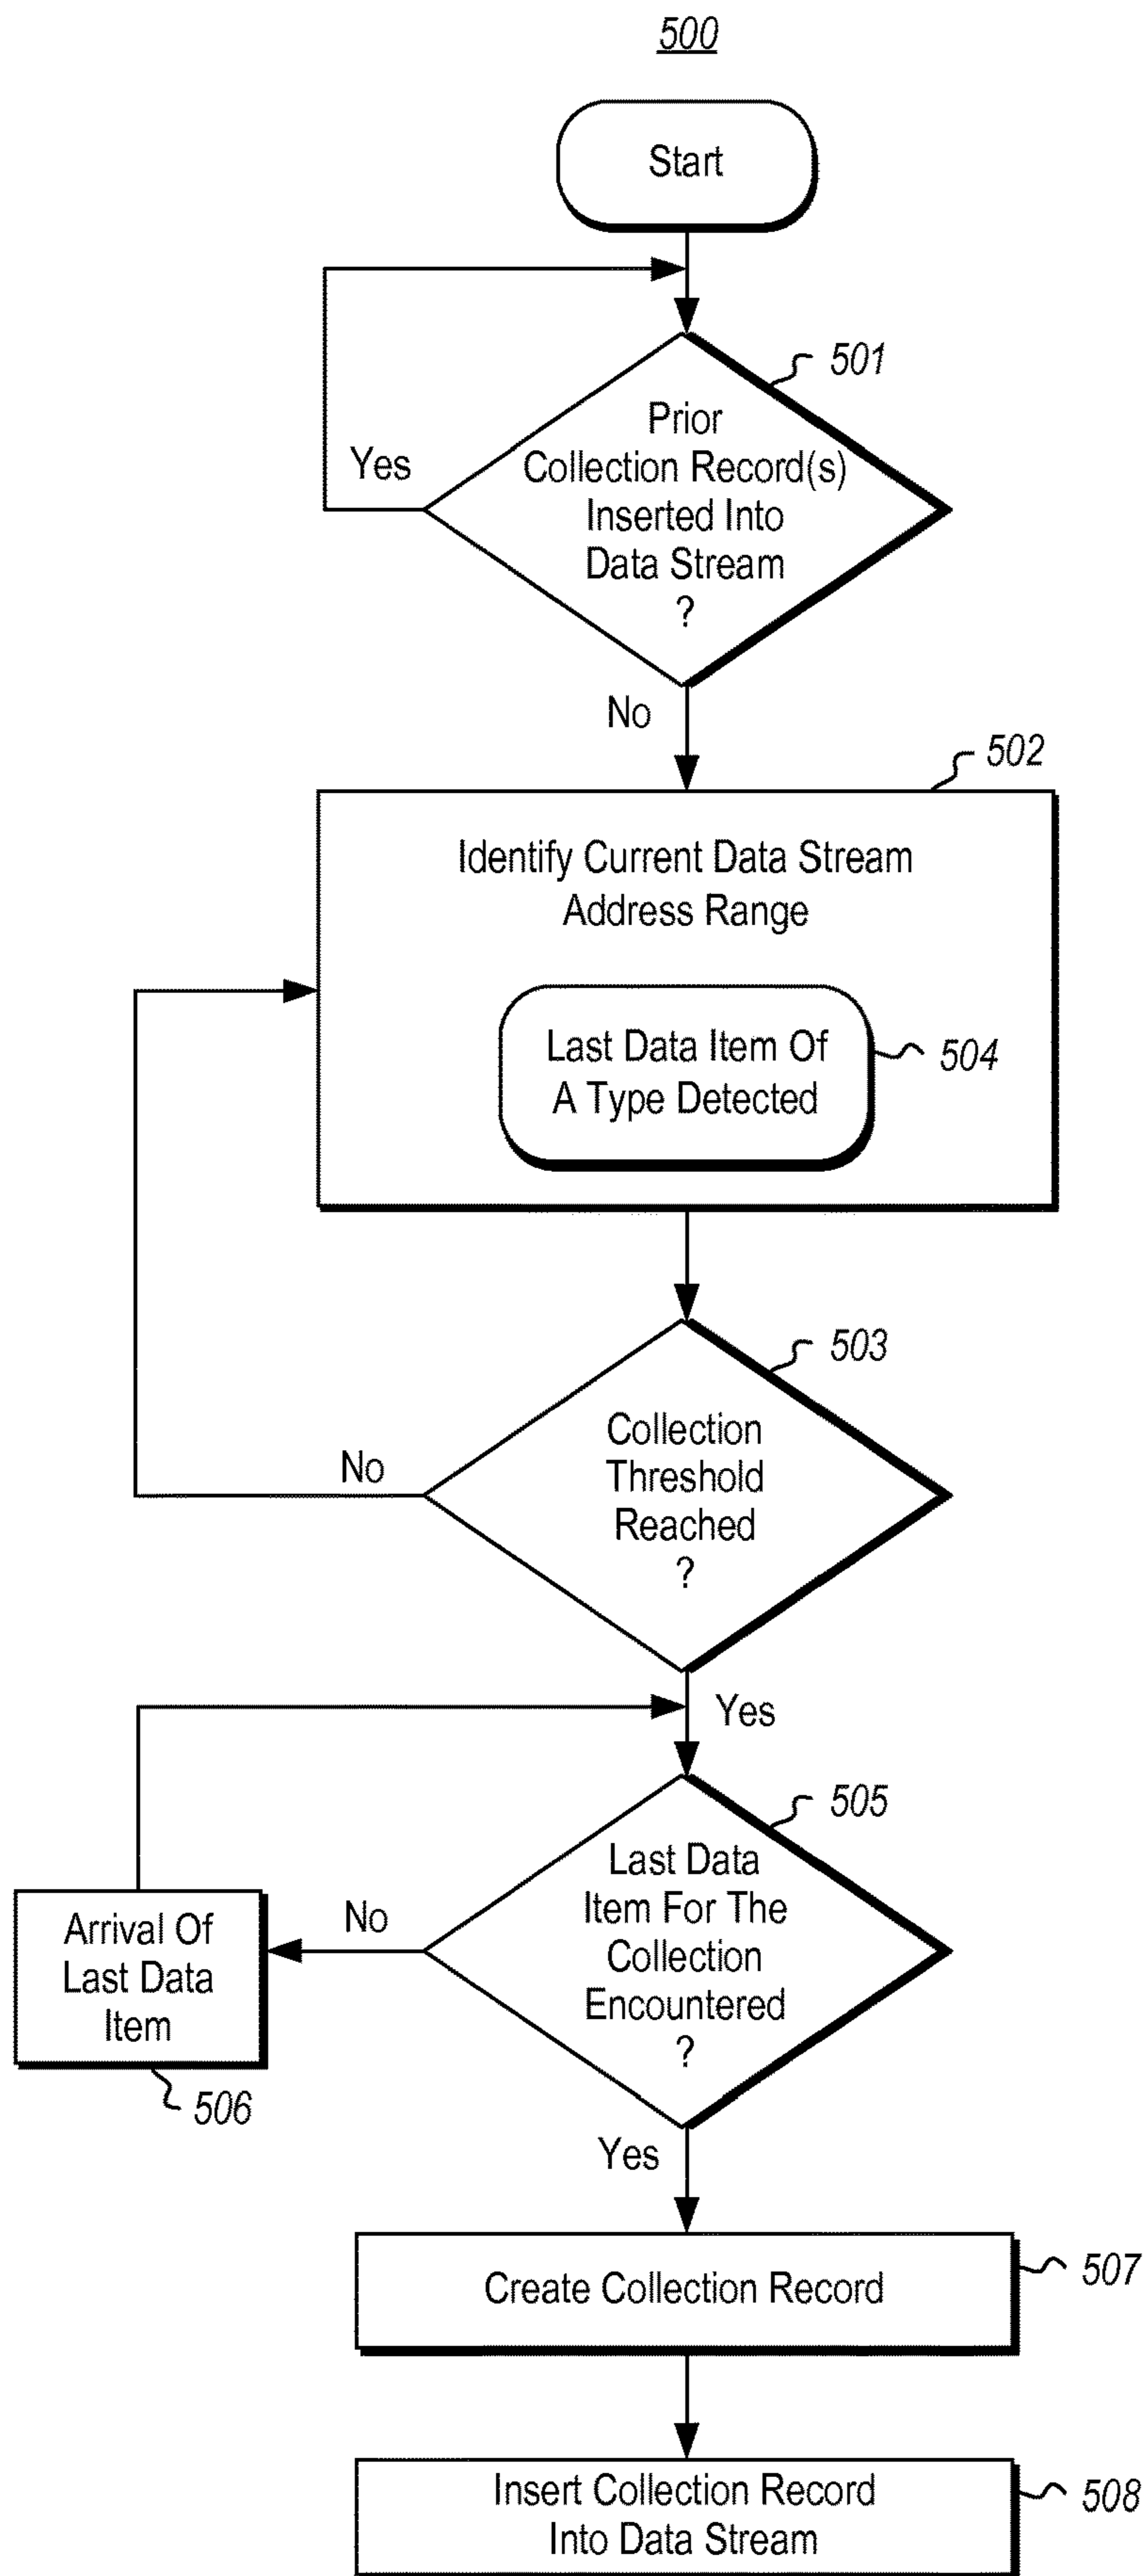 500
Start
501
Prior
Collection Record(s)
Inserted Into
Data Stream
?
Yes
No
502
Identify Current Data Stream
Address Range
Last Data Item Of
A Type Detected
504
503
Collection
Threshold
Reached
?
No
Yes
505
Last Data
Item For The
Collection
Encountered
?
No
Arrival Of
Last Data
Item
506
Yes
Create Collection Record
507
Insert Collection Record
Into Data Stream
508